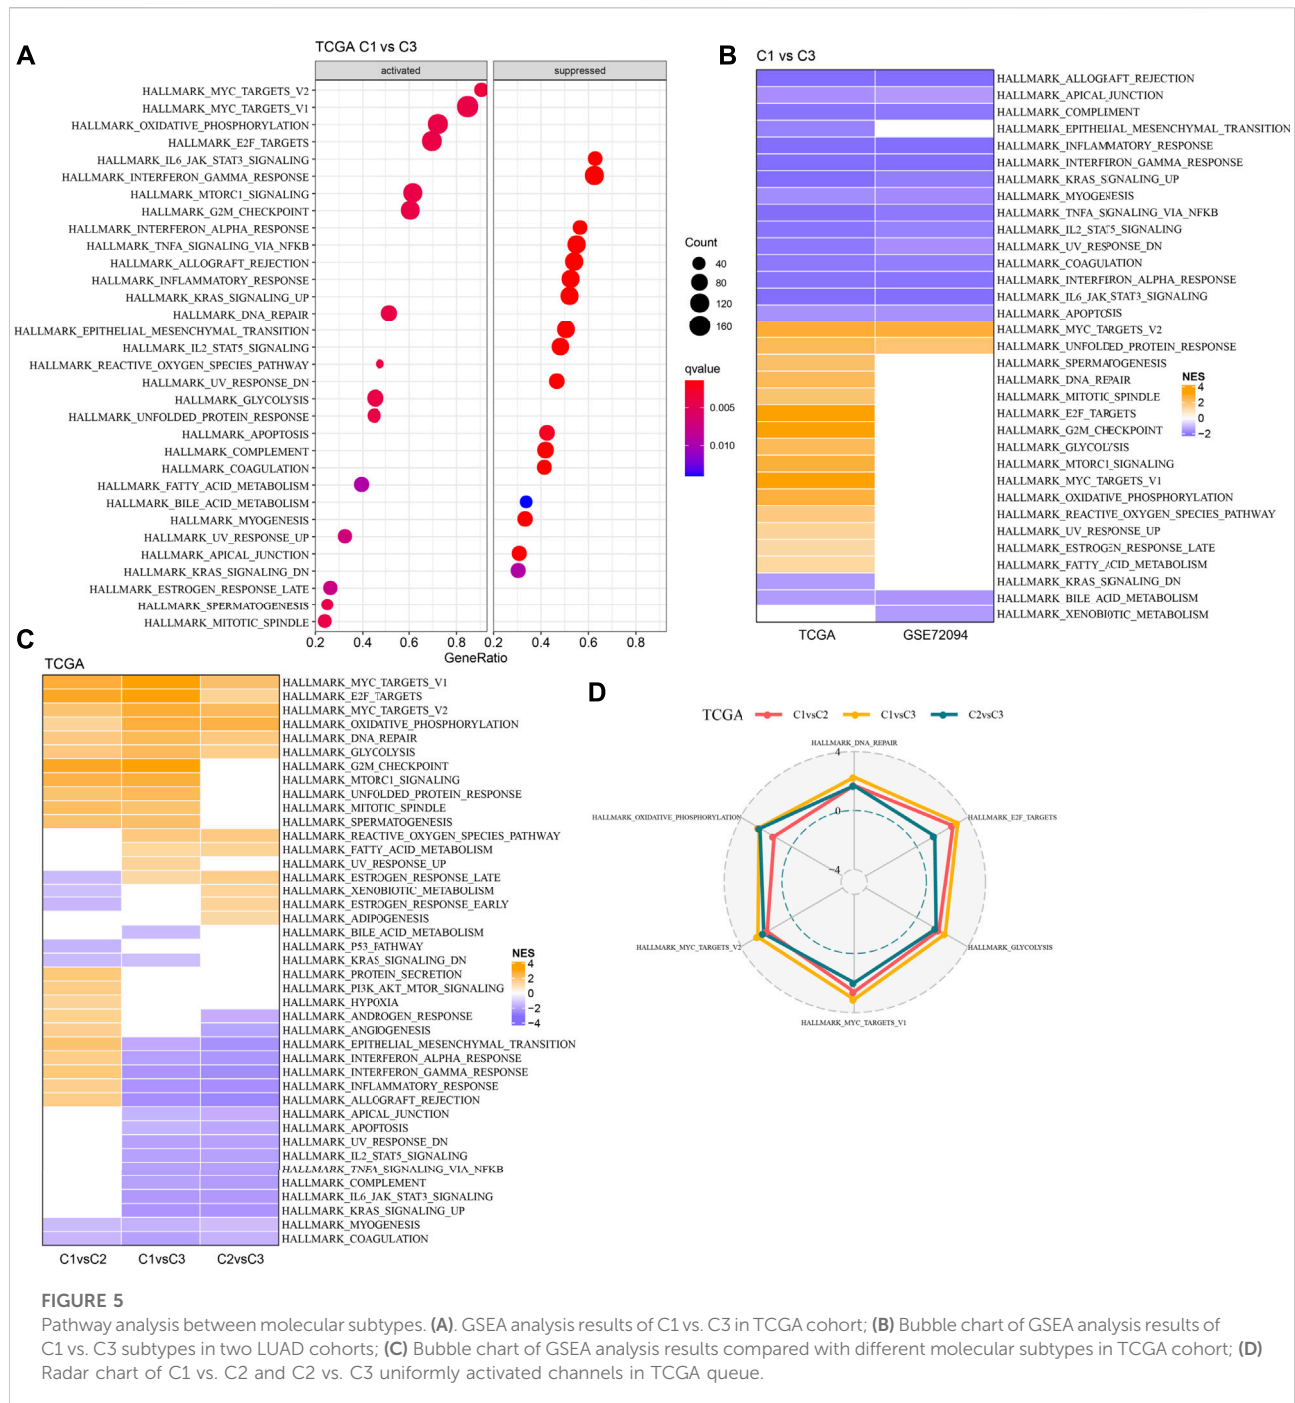 A
TCGA C1 vs C3
activated
suppressed
HALLMARK_MYC_TARGETS_V2
HALLMARK_MYC_TARGETS_V1
HALLMARK_OXIDATIVE_PHOSPHORYLATION
HALLMARK_E2F_TARGETS
HALLMARK_IL6_JAK_STAT3_SIGNALING
HALLMARK_INTERFERON_GAMMA_RESPONSE
HALLMARK_MTORC1_SIGNALING
HALLMARK_G2M_CHECKPOINT
HALLMARK_INTERFERON_ALPHA_RESPONSE
HALLMARK_TNFA_SIGNALING_VIA_NFKB
HALLMARK_ALLOGRAFT_REJECTION
HALLMARK_INFLAMMATORY_RESPONSE
HALLMARK_KRAS_SIGNALING_UP
HALLMARK_DNA_REPAIR
HALLMARK_EPITHELIAL_MESENCHYMAL_TRANSITION
HALLMARK_IL2_STAT5_SIGNALING
HALLMARK_REACTIVE_OXYGEN_SPECIES_PATHWAY
HALLMARK_UV_RESPONSE_DN
HALLMARK_GLYCOLYSIS
HALLMARK_UNFOLDED_PROTEIN_RESPONSE
HALLMARK_APOPTOSIS
HALLMARK_COMPLEMENT
HALLMARK_COAGULATION
HALLMARK_FATTY_ACID_METABOLISM
HALLMARK_BILE_ACID_METABOLISM
HALLMARK_MYOGENESIS
HALLMARK_UV_RESPONSE_UP
HALLMARK_APICAL_JUNCTION
HALLMARK_KRAS_SIGNALING_DN
HALLMARK_ESTROGEN_RESPONSE_LATE
HALLMARK_SPERMATOGENESIS
HALLMARK_MITOTIC_SPINDLE
0.2 0.4 0.6 0.8 0.2 0.4 0.6 0.8
GeneRatio
Count
40
80
120
160
qvalue
0.005
0.010
B
C1 vs C3
HALLMARK_ALLOGRAFT_REJECTION
HALLMARK_APICAL_JUNCTION
HALLMARK_COMPLEMENT
HALLMARK_EPITHELIAL_MESENCHYMAL_TRANSITION
HALLMARK_INFLAMMATORY_RESPONSE
HALLMARK_INTERFERON_GAMMA_RESPONSE
HALLMARK_KRAS_SIGNALING_UP
HALLMARK_MYOGENESIS
HALLMARK_TNFA_SIGNALING_VIA_NFKB
HALLMARK_IL2_STAT5_SIGNALING
HALLMARK_UV_RESPONSE_DN
HALLMARK_COAGULATION
HALLMARK_INTERFERON_ALPHA_RESPONSE
HALLMARK_IL6_JAK_STAT3_SIGNALING
HALLMARK_APOPTOSIS
HALLMARK_MYC_TARGETS_V2
HALLMARK_UNFOLDED_PROTEIN_RESPONSE
HALLMARK_SPERMATOGENESIS
HALLMARK_DNA_REPAIR
HALLMARK_MITOTIC_SPINDLE
HALLMARK_E2F_TARGETS
HALLMARK_G2M_CHECKPOINT
HALLMARK_GLYCOLYSIS
HALLMARK_MTORC1_SIGNALING
HALLMARK_MYC_TARGETS_V1
HALLMARK_OXIDATIVE_PHOSPHORYLATION
HALLMARK_REACTIVE_OXYGEN_SPECIES_PATHWAY
HALLMARK_UV_RESPONSE_UP
HALLMARK_ESTROGEN_RESPONSE_LATE
HALLMARK_FATTY_ACID_METABOLISM
HALLMARK_KRAS_SIGNALING_DN
HALLMARK_BILE_ACID_METABOLISM
HALLMARK_XENOBIOTIC_METABOLISM
TCGA GSE72094
NES
4
2
0
−2
C
TCGA
HALLMARK_MYC_TARGETS_V1
HALLMARK_E2F_TARGETS
HALLMARK_MYC_TARGETS_V2
HALLMARK_OXIDATIVE_PHOSPHORYLATION
HALLMARK_DNA_REPAIR
HALLMARK_GLYCOLYSIS
HALLMARK_G2M_CHECKPOINT
HALLMARK_MTORC1_SIGNALING
HALLMARK_UNFOLDED_PROTEIN_RESPONSE
HALLMARK_MITOTIC_SPINDLE
HALLMARK_SPERMATOGENESIS
HALLMARK_REACTIVE_OXYGEN_SPECIES_PATHWAY
HALLMARK_FATTY_ACID_METABOLISM
HALLMARK_UV_RESPONSE_UP
HALLMARK_ESTROGEN_RESPONSE_LATE
HALLMARK_XENOBIOTIC_METABOLISM
HALLMARK_ESTROGEN_RESPONSE_EARLY
HALLMARK_ADIPOGENESIS
HALLMARK_BILE_ACID_METABOLISM
HALLMARK_P53_PATHWAY
HALLMARK_KRAS_SIGNALING_DN
HALLMARK_PROTEIN_SECRETION
HALLMARK_PI3K_AKT_MTOR_SIGNALING
HALLMARK_HYPOXIA
HALLMARK_ANDROGEN_RESPONSE
HALLMARK_ANGIOGENESIS
HALLMARK_EPITHELIAL_MESENCHYMAL_TRANSITION
HALLMARK_INTERFERON_ALPHA_RESPONSE
HALLMARK_INTERFERON_GAMMA_RESPONSE
HALLMARK_INFLAMMATORY_RESPONSE
HALLMARK_ALLOGRAFT_REJECTION
HALLMARK_APICAL_JUNCTION
HALLMARK_APOPTOSIS
HALLMARK_UV_RESPONSE_DN
HALLMARK_IL2_STAT5_SIGNALING
HALLMARK_TNFA_SIGNALING_VIA_NFKB
HALLMARK_COMPLEMENT
HALLMARK_IL6_JAK_STAT3_SIGNALING
HALLMARK_KRAS_SIGNALING_UP
HALLMARK_MYOGENESIS
HALLMARK_COAGULATION
C1vsC2 C1vsC3 C2vsC3
NES
4
2
0
−2
−4
D
TCGA C1vsC2 C1vsC3 C2vsC3
HALLMARK_DNA_REPAIR
4
HALLMARK_OXIDATIVE_PHOSPHORYLATION
0
HALLMARK_E2F_TARGETS
−4
HALLMARK_MYC_TARGETS_V2
HALLMARK_GLYCOLYSIS
HALLMARK_MYC_TARGETS_V1
FIGURE 5
Pathway analysis between molecular subtypes. (A). GSEA analysis results of C1 vs. C3 in TCGA cohort; (B) Bubble chart of GSEA analysis results of
C1 vs. C3 subtypes in two LUAD cohorts; (C) Bubble chart of GSEA analysis results compared with different molecular subtypes in TCGA cohort; (D)
Radar chart of C1 vs. C2 and C2 vs. C3 uniformly activated channels in TCGA queue.